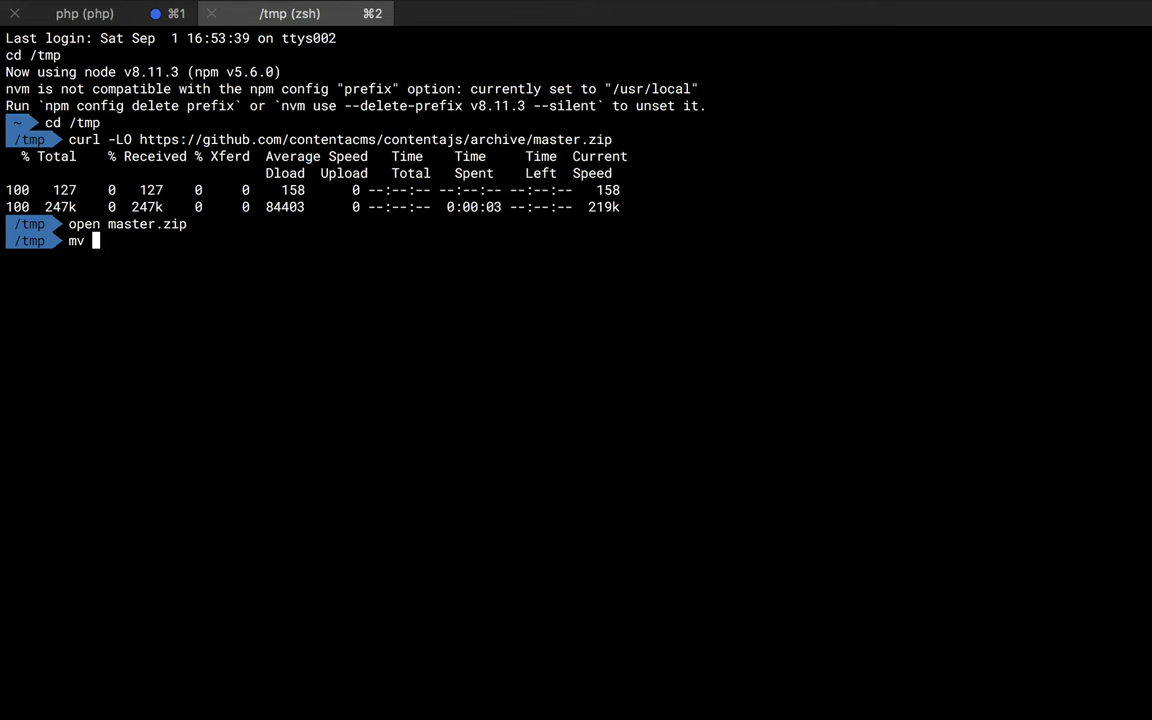 php (php) ⌘1 /tmp (zsh) ⌘2
Last login: Sat Sep  1 16:53:39 on ttys002
cd /tmp
Now using node v8.11.3 (npm v5.6.0)
nvm is not compatible with the npm config "prefix" option: currently set to "/usr/local"
Run `npm config delete prefix` or `nvm use --delete-prefix v8.11.3 --silent` to unset it.
~ cd /tmp
/tmp curl -LO https://github.com/contentacms/contentajs/archive/master.zip
% Total    % Received % Xferd  Average Speed   Time    Time     Time  Current
Dload  Upload   Total   Spent    Left  Speed
100   127    0   127    0     0    158      0 --:--:-- --:--:-- --:--:--   158
100  247k    0  247k    0     0  84403      0 --:--:--  0:00:03 --:--:--  219k
/tmp open master.zip
/tmp mv